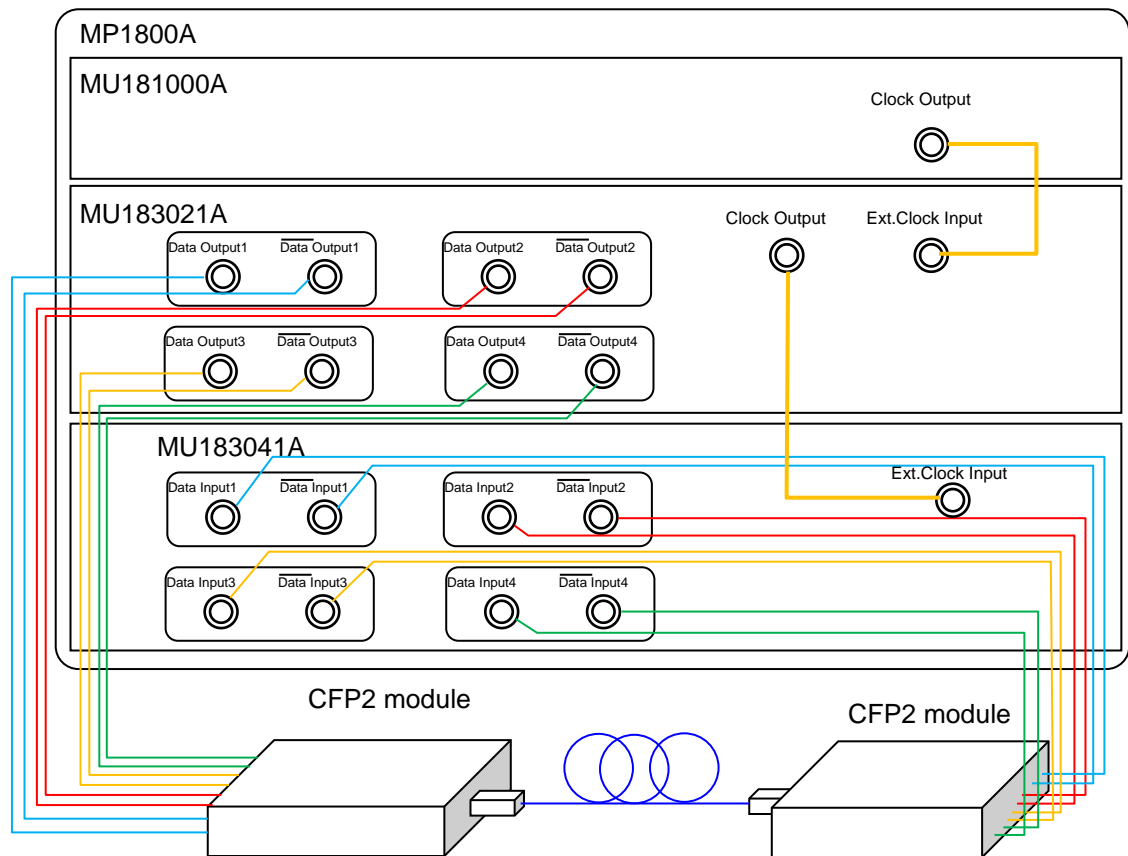 MP1800A
MU181000A
Clock Output
MU183021A
Clock Output
Ext.Clock Input
Data Output1
Data Output1
Data Output2
Data Output2
Data Output3
Data Output3
Data Output4
Data Output4
MU183041A
Ext.Clock Input
Data Input1
Data Input1
Data Input2
Data Input2
Data Input3
Data Input3
Data Input4
Data Input4
CFP2 module
CFP2 module